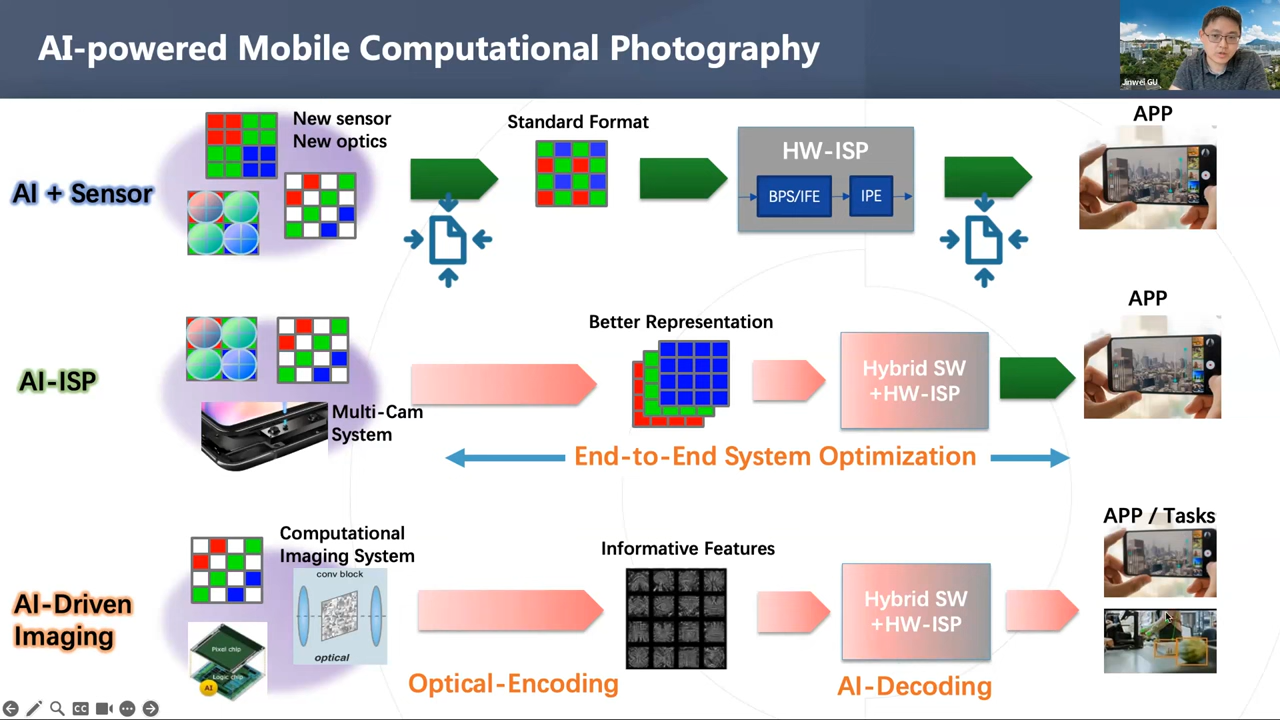 AI-powered Mobile Computational Photography
Jinwei GU
AI + Sensor
New sensor
New optics
Standard Format
HW-ISP
BPS/IFE
IPE
APP
AI-ISP
Multi-Cam
System
Better Representation
Hybrid SW
+HW-ISP
APP
End-to-End System Optimization
AI-Driven
Imaging
Computational
Imaging System
conv block
optical
Pixel chip
Logic chip
AI
Informative Features
Hybrid SW
+HW-ISP
APP / Tasks
Optical-Encoding
AI-Decoding
CC